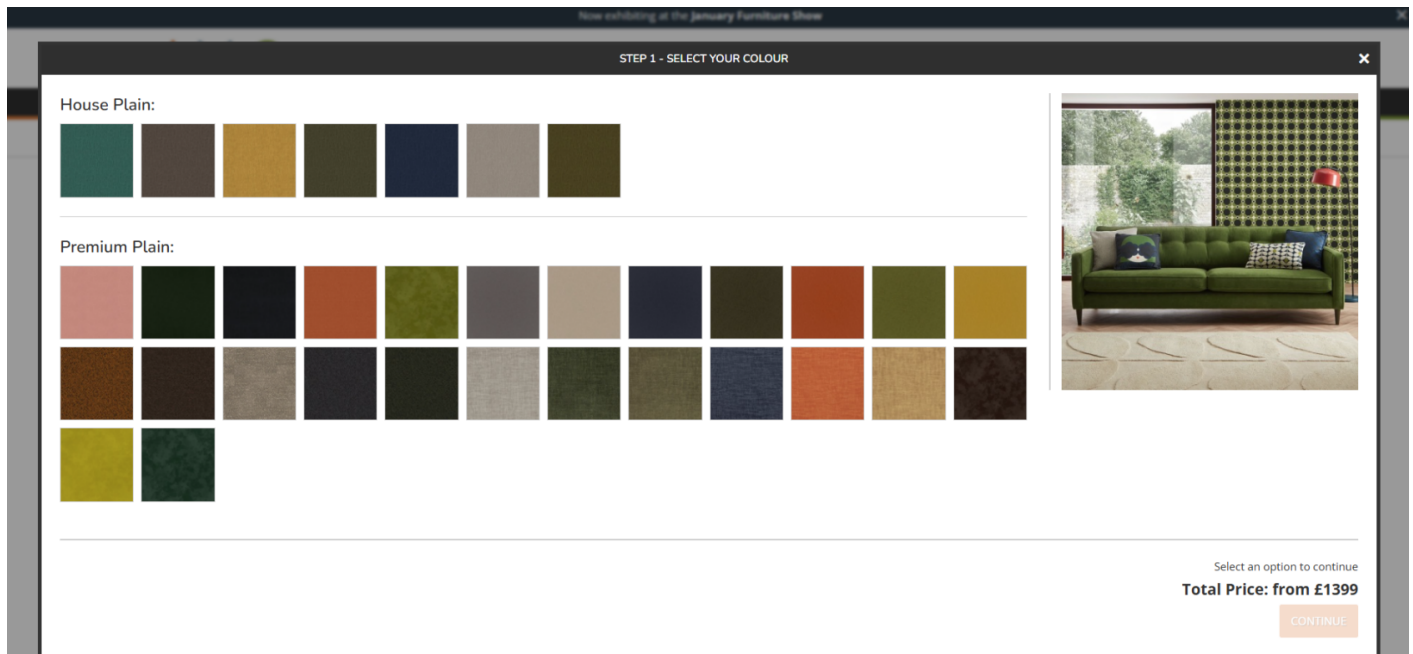 Now exhibiting at the January Furniture Show
STEP 1 - SELECT YOUR COLOUR
House Plain:
Premium Plain:
Select an option to continue
Total Price: from £1399
CONTINUE